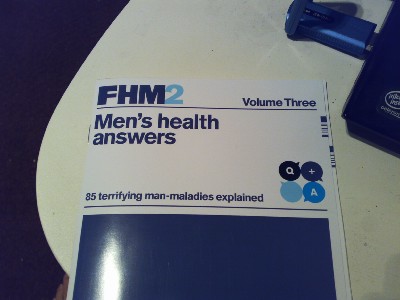 FHM2
Volume Three
Men's health
answers
Q +
A
85 terrifying man-maladies explained